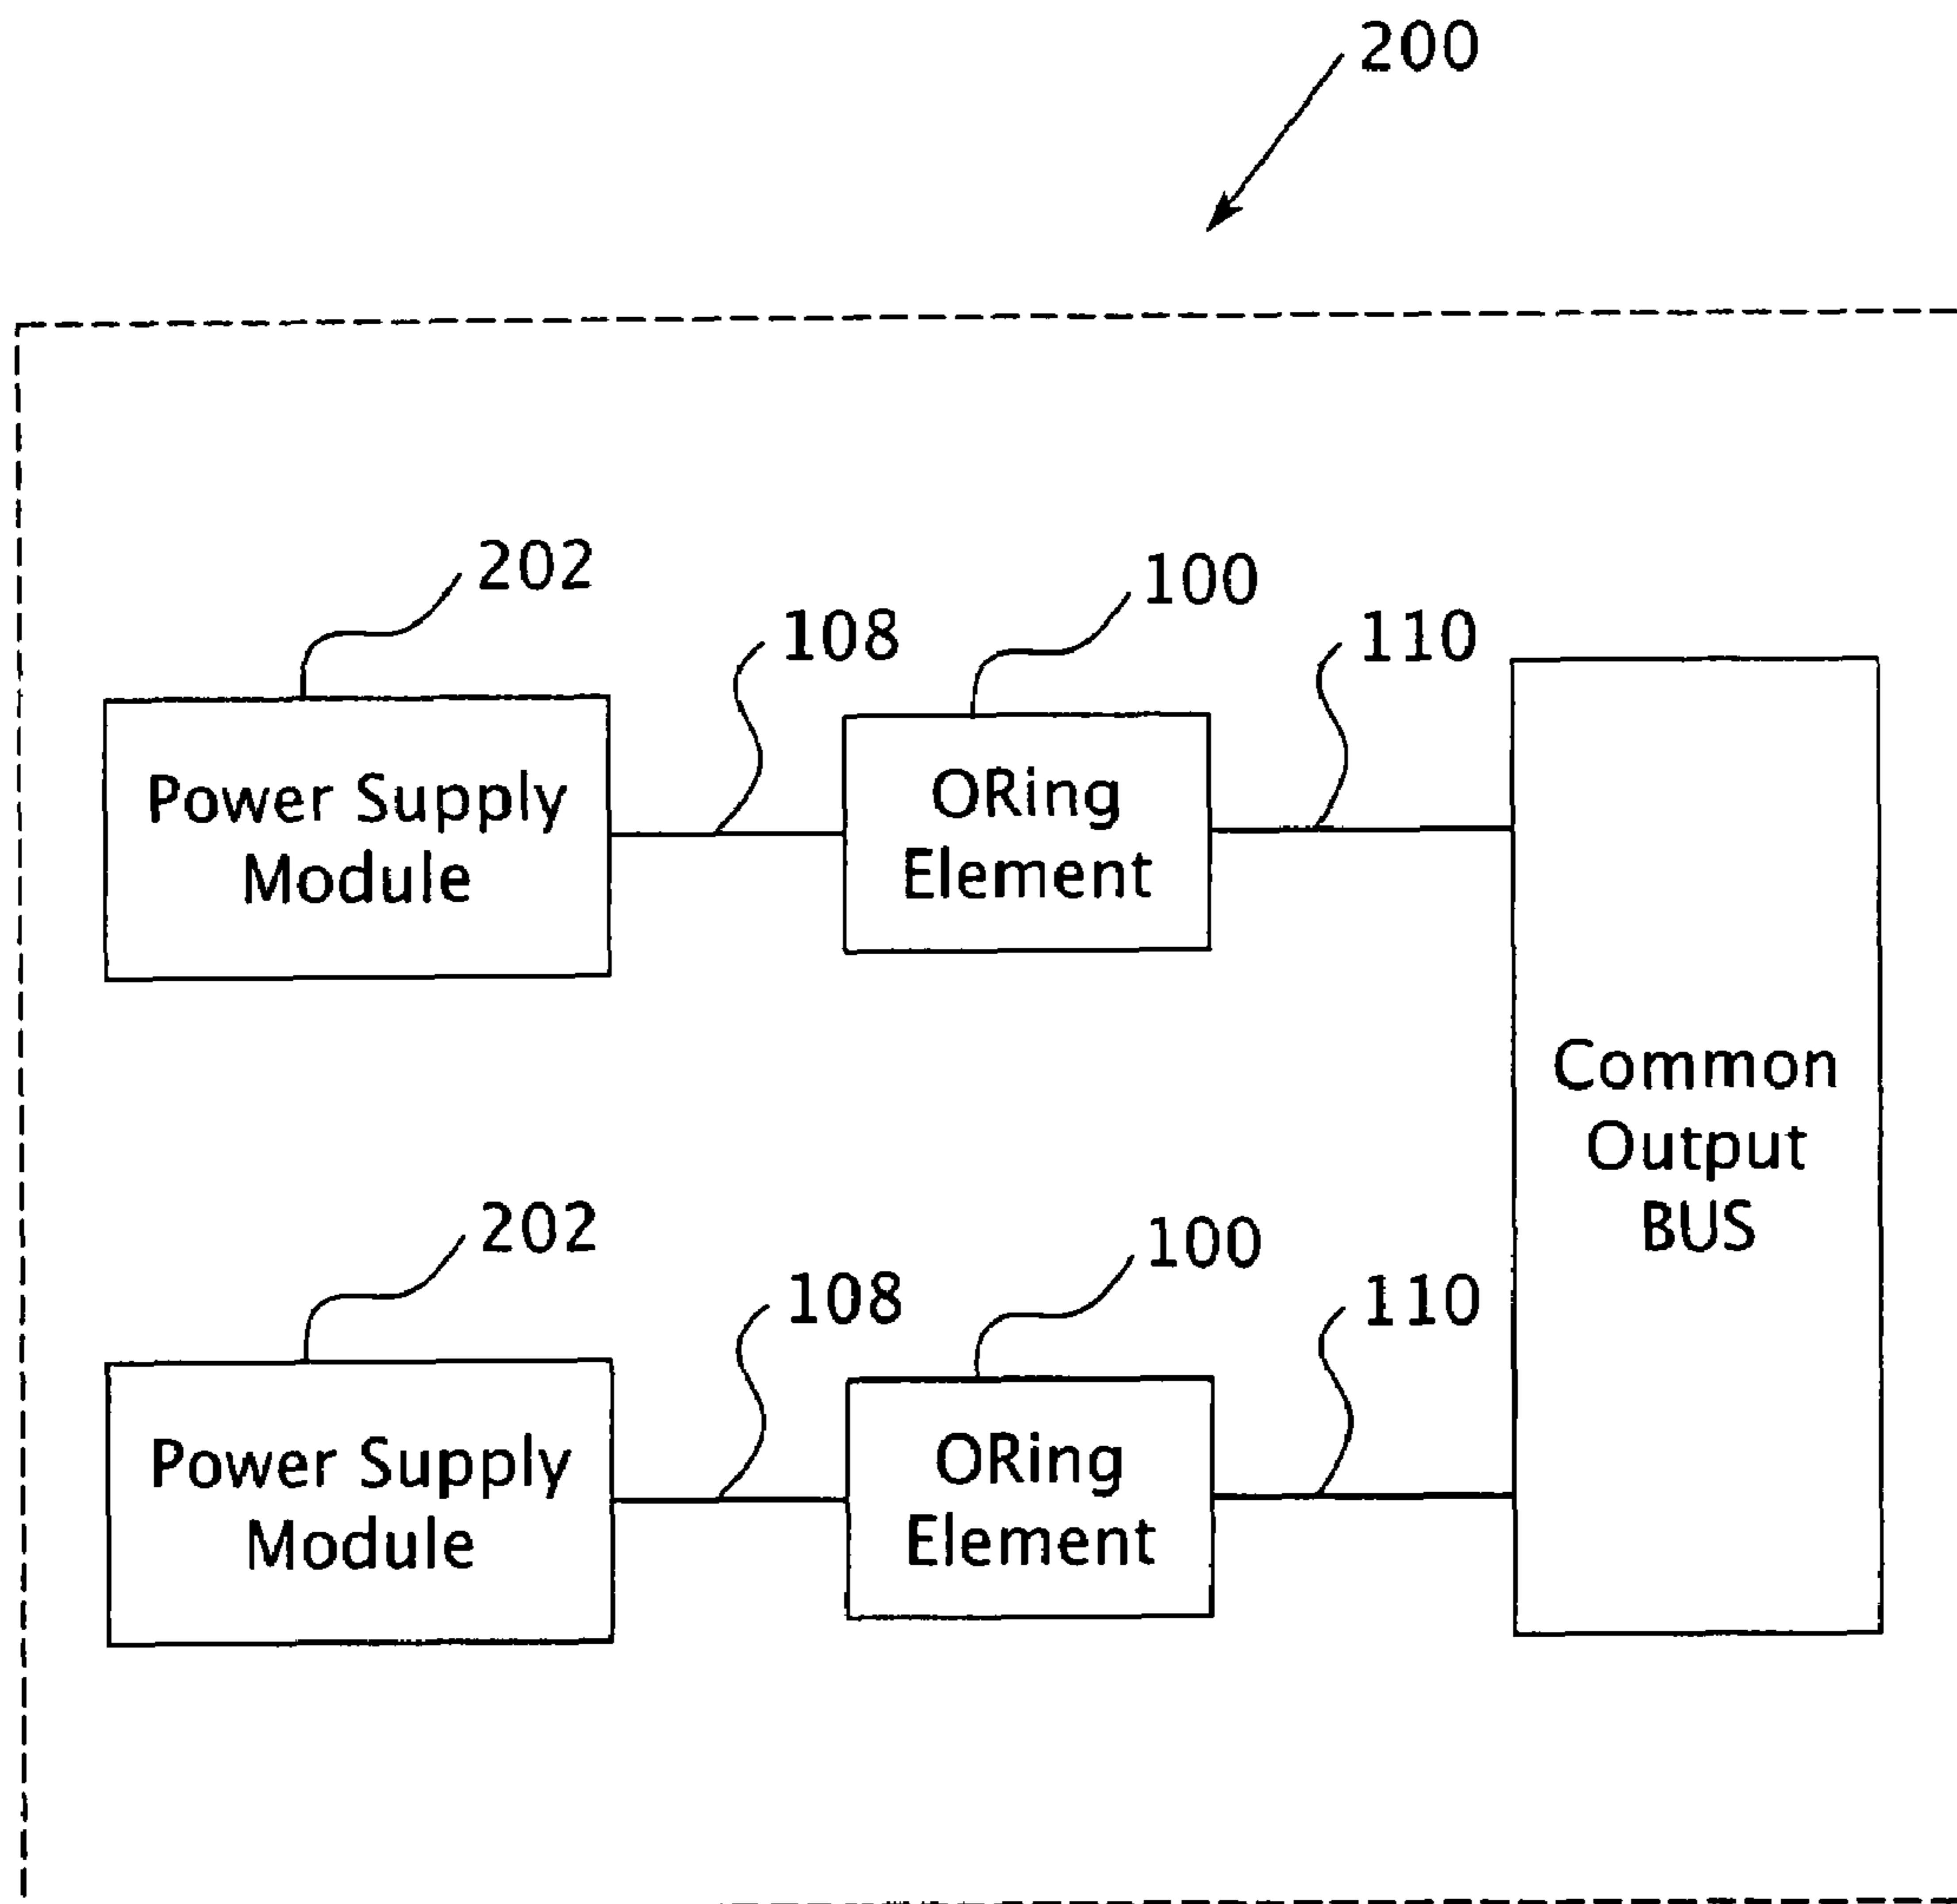 200
202
108
100
110
Power Supply
Module
ORing
Element
Common
Output
BUS
202
108
100
110
Power Supply
Module
ORing
Element